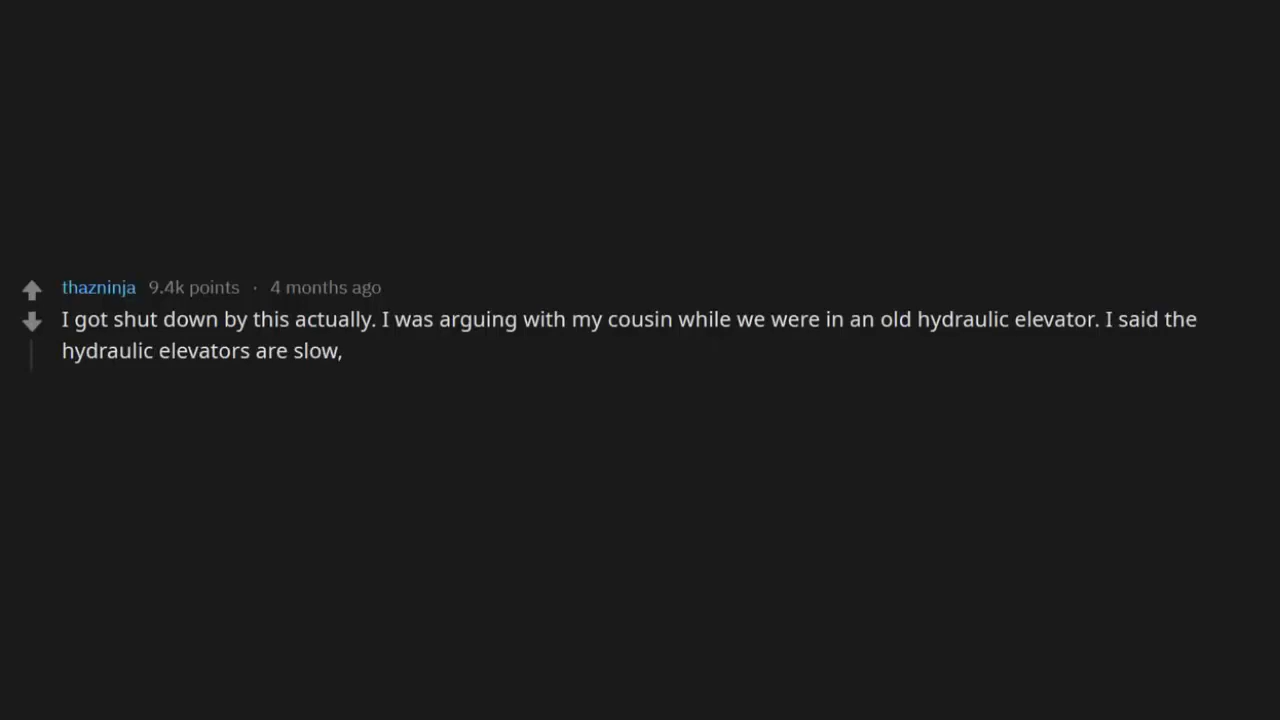 thazninja 9.4k points · 4 months ago
I got shut down by this actually. I was arguing with my cousin while we were in an old hydraulic elevator. I said the
hydraulic elevators are slow,